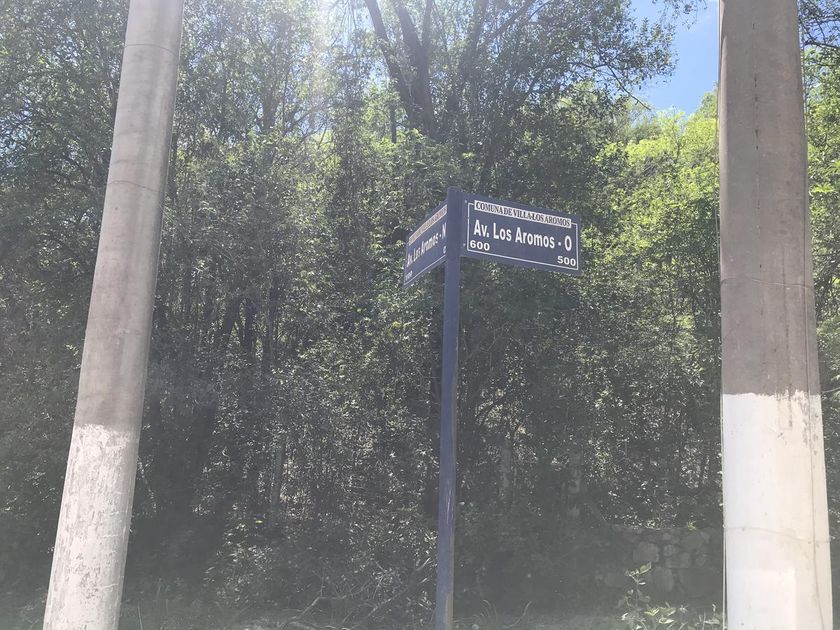 COMUNA DE VILLA-LOS AROMOS
Av. Los Aromos - O
600
500
Av. Los Aromos - N